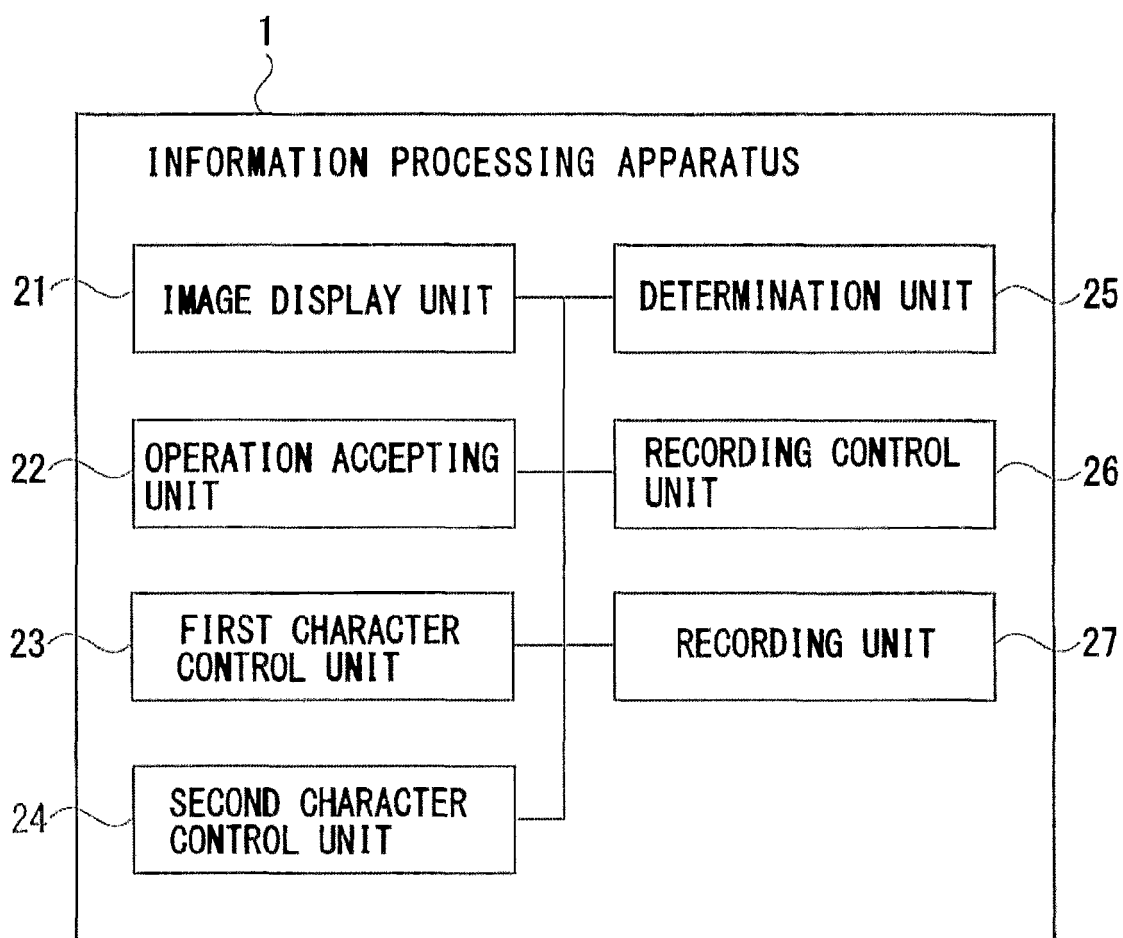 1
INFORMATION PROCESSING APPARATUS
21
IMAGE DISPLAY UNIT
DETERMINATION UNIT
25
22
OPERATION ACCEPTING
UNIT
RECORDING CONTROL
UNIT
26
23
FIRST CHARACTER
CONTROL UNIT
RECORDING UNIT
27
24
SECOND CHARACTER
CONTROL UNIT